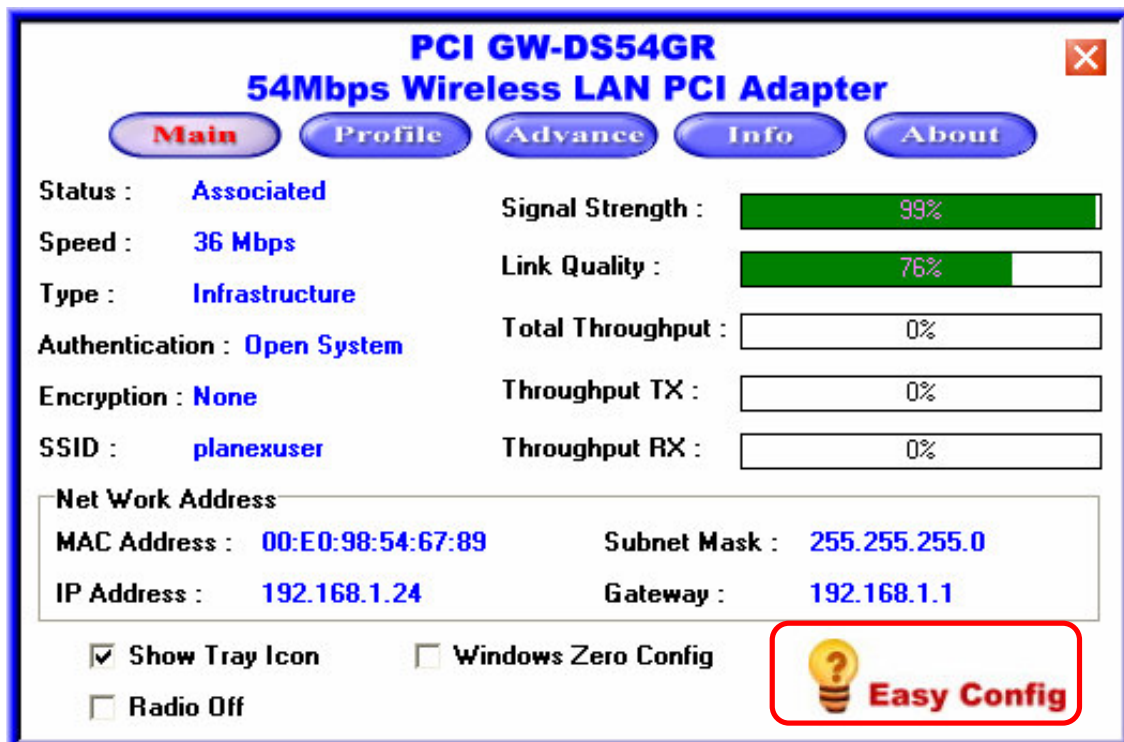 PCI GW-DS54GR
54Mbps Wireless LAN PCI Adapter
Main Profile Advance Info About
Status : Associated
Speed : 36 Mbps
Type : Infrastructure
Authentication : Open System
Encryption : None
SSID : planexuser
Signal Strength : 99%
Link Quality : 76%
Total Throughput : 0%
Throughput TX : 0%
Throughput RX : 0%
Net Work Address
MAC Address : 00:E0:98:54:67:89 Subnet Mask : 255.255.255.0
IP Address : 192.168.1.24 Gateway : 192.168.1.1
Show Tray Icon Windows Zero Config
Radio Off
? Easy Config